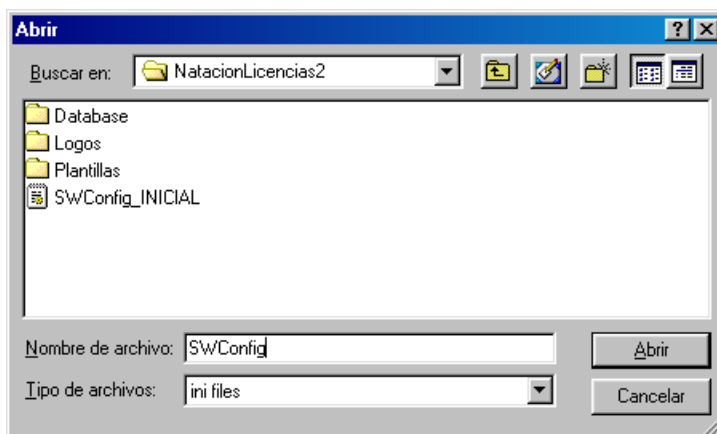 Abrir
Buscar en: NatacionLicencias2
Database
Logos
Plantillas
SWConfig_INICIAL
Nombre de archivo: SWConfig Abrir
Tipo de archivos: ini files Cancelar